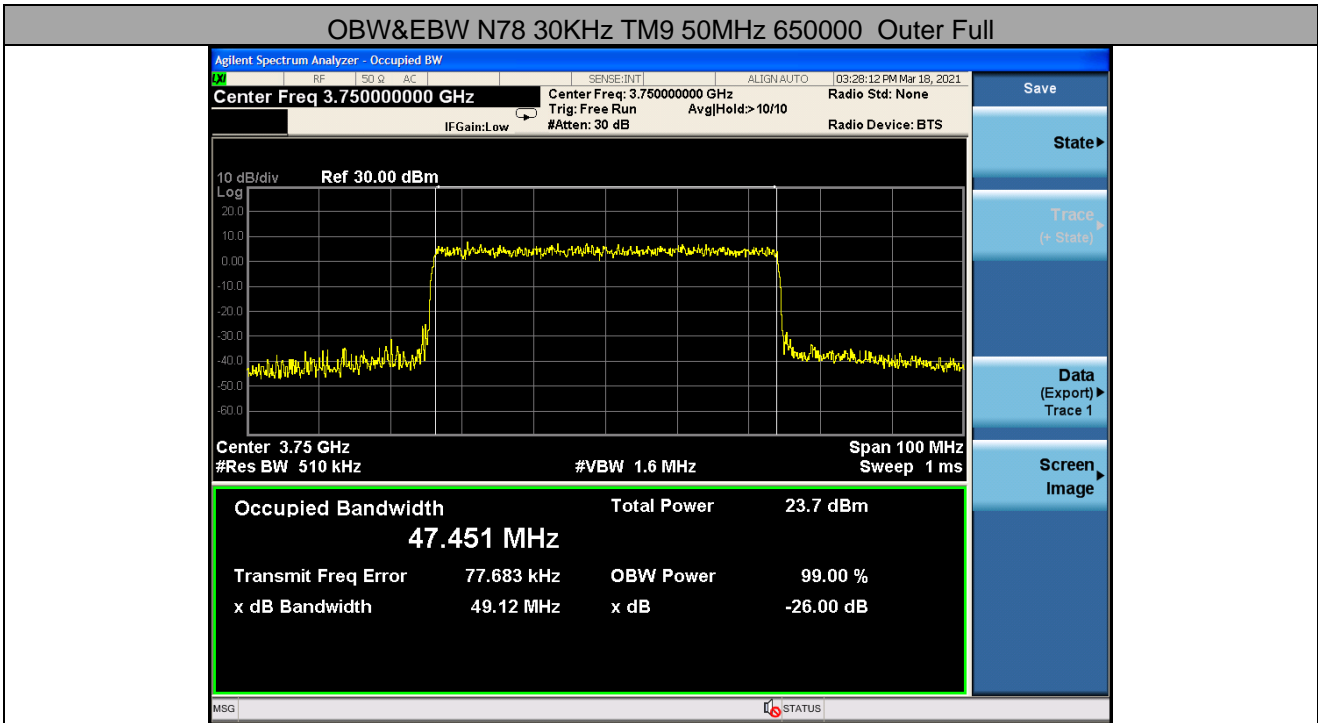 OBW&EBW N78 30KHz TM9 50MHz 650000 Outer Full
Agilent Spectrum Analyzer - Occupied BW
LXI RF 50 Ω AC SENSE:INT ALIGN AUTO 03:28:12 PM Mar 18, 2021
Center Freq 3.750000000 GHz Center Freq: 3.750000000 GHz Radio Std: None
Trig: Free Run Avg|Hold:> 10/10
IFGain:Low #Atten: 30 dB Radio Device: BTS
10 dB/div Ref 30.00 dBm
Log
20.0
10.0
0.00
-10.0
-20.0
-30.0
-40.0
-50.0
-60.0
Center 3.75 GHz Span 100 MHz
#Res BW 510 kHz #VBW 1.6 MHz Sweep 1 ms
Occupied Bandwidth Total Power 23.7 dBm
47.451 MHz
Transmit Freq Error 77.683 kHz OBW Power 99.00 %
x dB Bandwidth 49.12 MHz x dB -26.00 dB
MSG STATUS
Save
State
Trace
(+ State)
Data
(Export)
Trace 1
Screen
Image